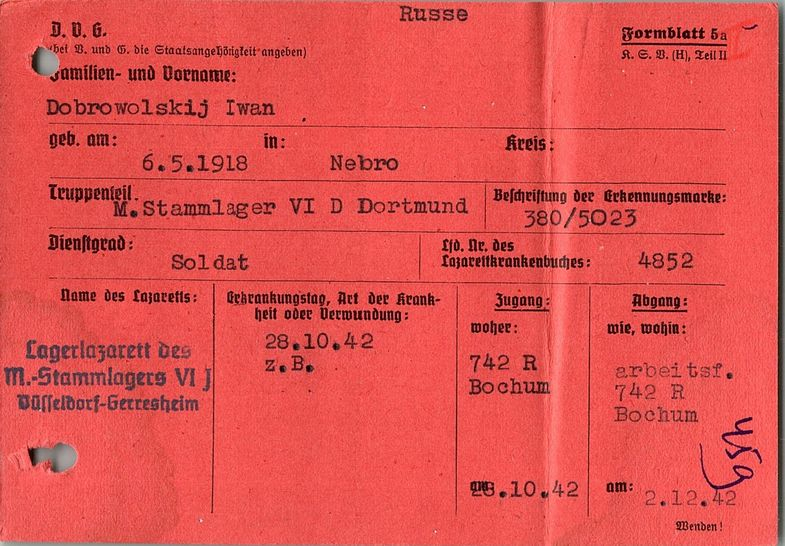 Russe
D. U. G.
(bei V. und G. die Staatsangehörigkeit angeben)
Formblatt 5a
K. S. V. (H), Teil II
Familien- und Vorname:
Dobrowolskij Iwan
geb. am: in: Kreis:
6.5.1918 Nebro
Truppenteil. M.Stammlager VI D Dortmund
Beschriftung der Erkennungsmarke:
380/5023
Dienstgrad: Soldat
Lfd. Nr. des
Lazarettkrankenbuches: 4852
Name des Lazaretts:
Lagerlazarett des
M.-Stammlagers VI J
Düsseldorf-Gerresheim
Erkrankungstag, Art der Krank-
heit oder Verwundung:
28.10.42
z.B.
Zugang:
woher:
742 R
Bochum
28.10.42
Abgang:
wie, wohin:
arbeitsf.
742 R
Bochum
am: 2.12.42
Wenden!